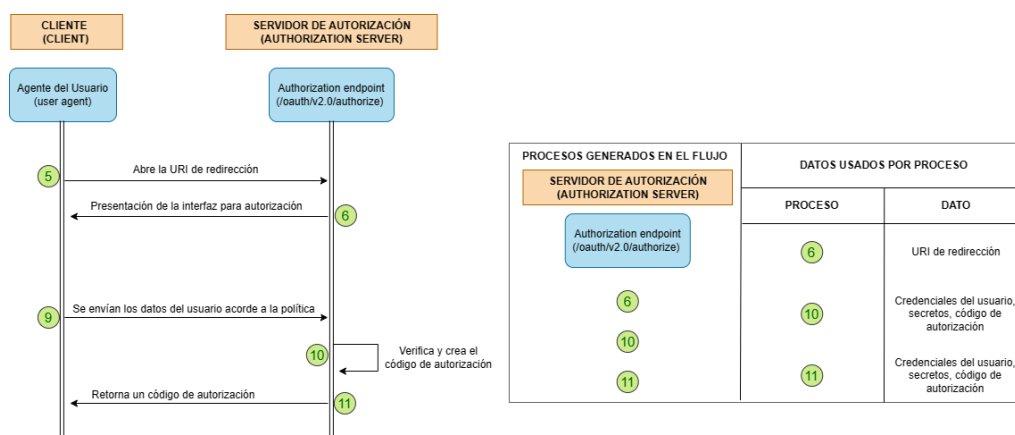 CLIENTE
(CLIENT)
SERVIDOR DE AUTORIZACIÓN
(AUTHORIZATION SERVER)
Agente del Usuario
(user agent)
Authorization endpoint
(/oauth/v2.0/authorize)
5
Abre la URI de redirección
Presentación de la interfaz para autorización
6
9
Se envían los datos del usuario acorde a la política
10
Verifica y crea el
código de autorización
Retorna un código de autorización
11
PROCESOS GENERADOS EN EL FLUJO
SERVIDOR DE AUTORIZACIÓN
(AUTHORIZATION SERVER)
Authorization endpoint
(/oauth/v2.0/authorize)
6
10
11
DATOS USADOS POR PROCESO
PROCESO
DATO
6
URI de redirección
10
Credenciales del usuario,
secretos, código de
autorización
11
Credenciales del usuario,
secretos, código de
autorización